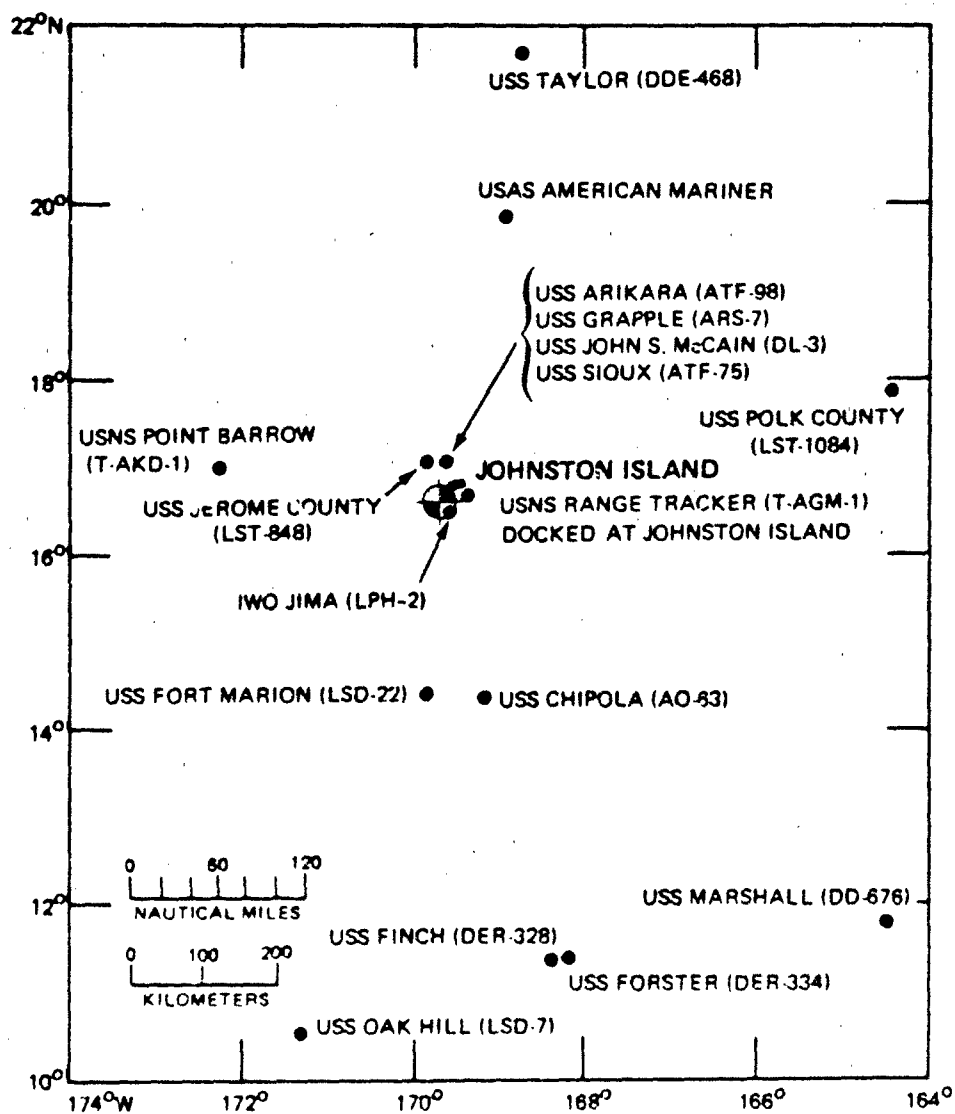 22°N
USS TAYLOR (DDE-468)
20°
USAS AMERICAN MARINER
USS ARIKARA (ATF-98)
USS GRAPPLE (ARS-7)
USS JOHN S. McCAIN (DL-3)
USS SIOUX (ATF-75)
18°
USS POLK COUNTY
(LST-1084)
USNS POINT BARROW
(T-AKD-1)
JOHNSTON ISLAND
USS JEROME COUNTY
(LST-848)
USNS RANGE TRACKER (T-AGM-1)
DOCKED AT JOHNSTON ISLAND
16°
IWO JIMA (LPH-2)
USS FORT MARION (LSD-22)
USS CHIPOLA (AO-63)
14°
0 60 120
NAUTICAL MILES
12°
USS MARSHALL (DD-676)
USS FINCH (DER-328)
0 100 200
KILOMETERS
USS FORSTER (DER-334)
USS OAK HILL (LSD-7)
10°
174°W 172° 170° 168° 166° 164°